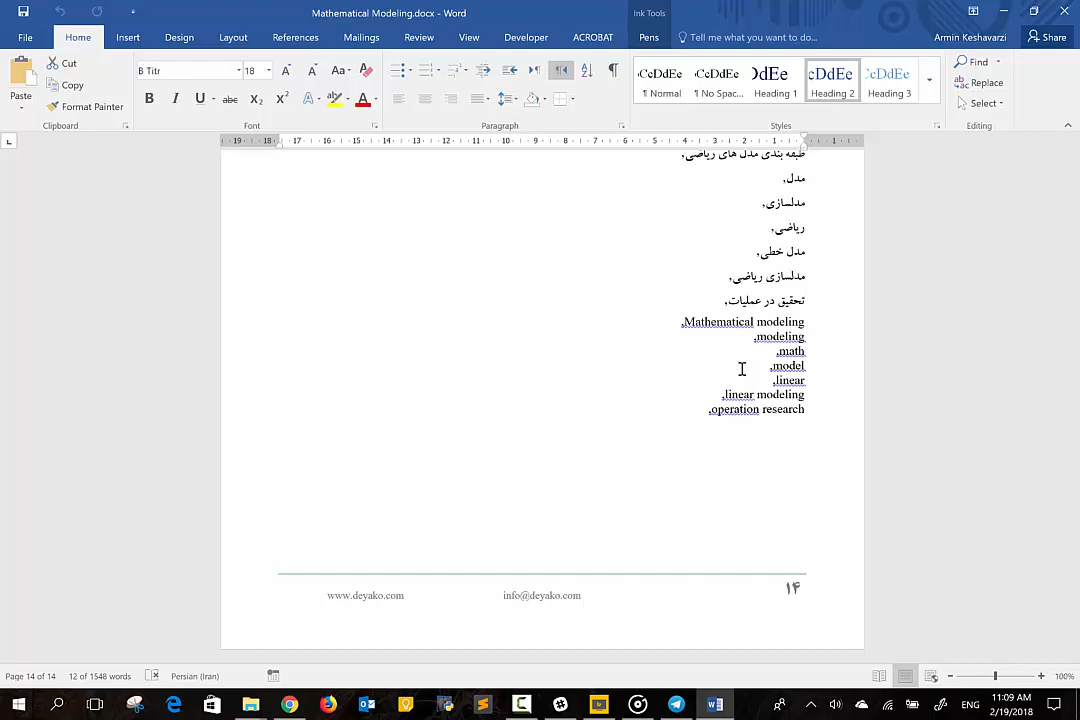 Mathematical Modeling.docx - Word
Ink Tools
File
Home
Insert
Design
Layout
References
Mailings
Review
View
Developer
ACROBAT
Pens
Tell me what you want to do...
Armin Keshavarzi
Share
Paste
Cut
Copy
Format Painter
Clipboard
B Titr
18
Font
Paragraph
¶ Normal
¶ No Spac...
Heading 1
Heading 2
Heading 3
Styles
Find
Replace
Select
Editing
طبقه بندی مدل های ریاضی,
مدل,
مدلسازی,
ریاضی,
مدل خطی,
مدلسازی ریاضی,
تحقیق در عملیات,
,Mathematical modeling
,modeling
,math
,model
,linear
,linear modeling
,operation research
www.deyako.com
info@deyako.com
۱۴
Page 14 of 14
12 of 1548 words
Persian (Iran)
100%
ENG
11:09 AM
2/19/2018